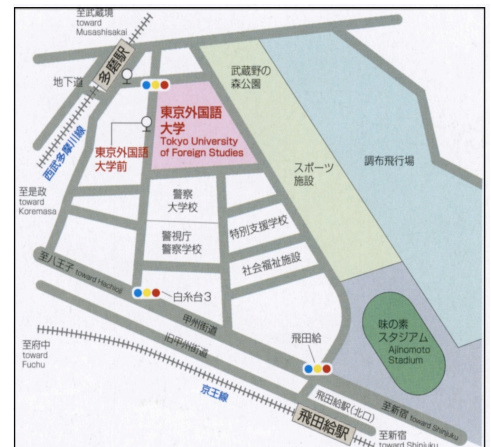 至武蔵境
toward
Musashisakai
多磨駅
地下道
西武多摩川線
東京外国語
大学
Tokyo University
of Foreign Studies
東京外国語
大学前
武蔵野の
森公園
スポーツ
施設
調布飛行場
至是政
toward
Koremasa
警察
大学校
警視庁
警察学校
特別支援学校
社会福祉施設
至八王子 toward Hachioji
白糸台3
甲州街道
旧甲州街道
飛田給
味の素
スタジアム
Ajinomoto
Stadium
至府中
toward
Fuchu
京王線
飛田給駅(北口)
飛田給駅
至新宿 toward Shinjuku
至新宿
toward Shinjuku